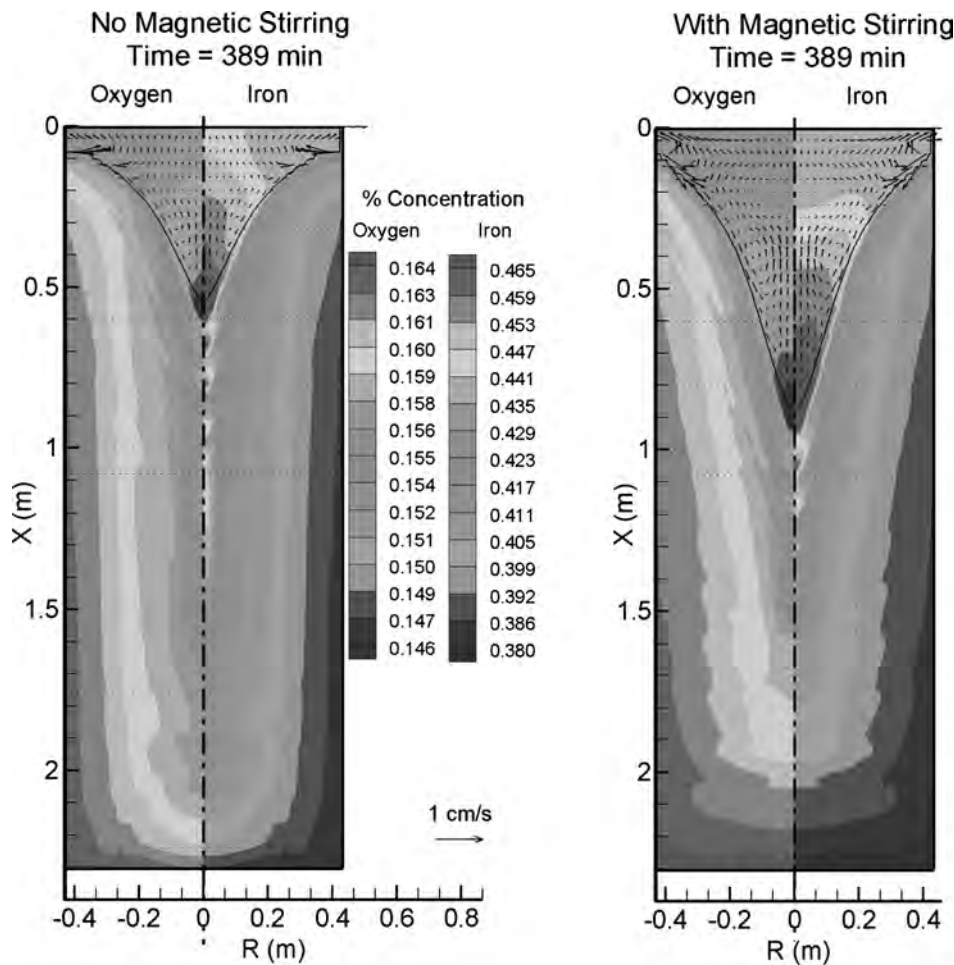 No Magnetic Stirring
Time = 389 min
Oxygen Iron
With Magnetic Stirring
Time = 389 min
Oxygen Iron
% Concentration
Oxygen Iron
0.164 0.465
0.163 0.459
0.161 0.453
0.160 0.447
0.159 0.441
0.158 0.435
0.156 0.429
0.155 0.423
0.154 0.417
0.152 0.411
0.151 0.405
0.150 0.399
0.149 0.392
0.147 0.386
0.146 0.380
0
0.5
1
1.5
2
X (m)
-0.4 -0.2 0 0.2 0.4 0.6 0.8
R (m)
1 cm/s
0
0.5
1
1.5
2
X (m)
-0.4 -0.2 0 0.2 0.4
R (m)